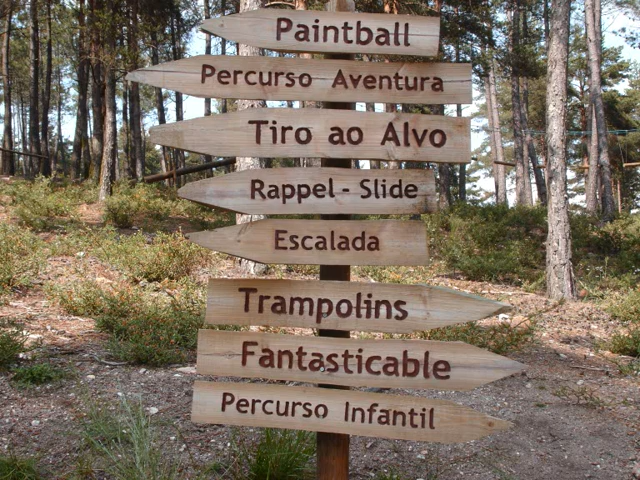 Paintball
Percurso Aventura
Tiro ao Alvo
Rappel - Slide
Escalada
Trampolins
Fantasticable
Percurso Infantil